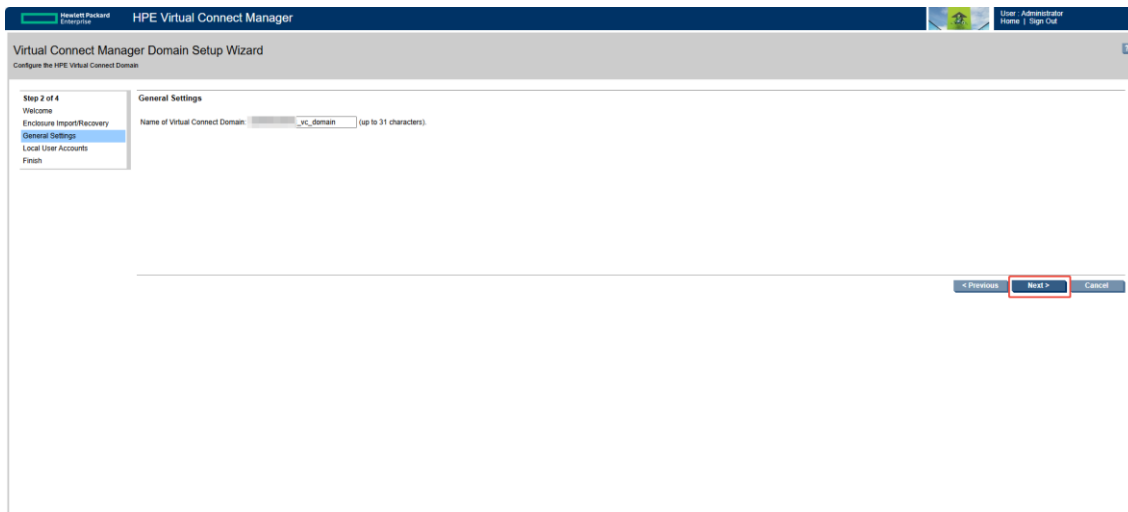 Hewlett Packard
Enterprise
HPE Virtual Connect Manager
User : Administrator
Home | Sign Out
Virtual Connect Manager Domain Setup Wizard
Configure the HPE Virtual Connect Domain
Step 2 of 4
Welcome
Enclosure Import/Recovery
General Settings
Local User Accounts
Finish
General Settings
Name of Virtual Connect Domain: _vc_domain (up to 31 characters).
< Previous Next > Cancel